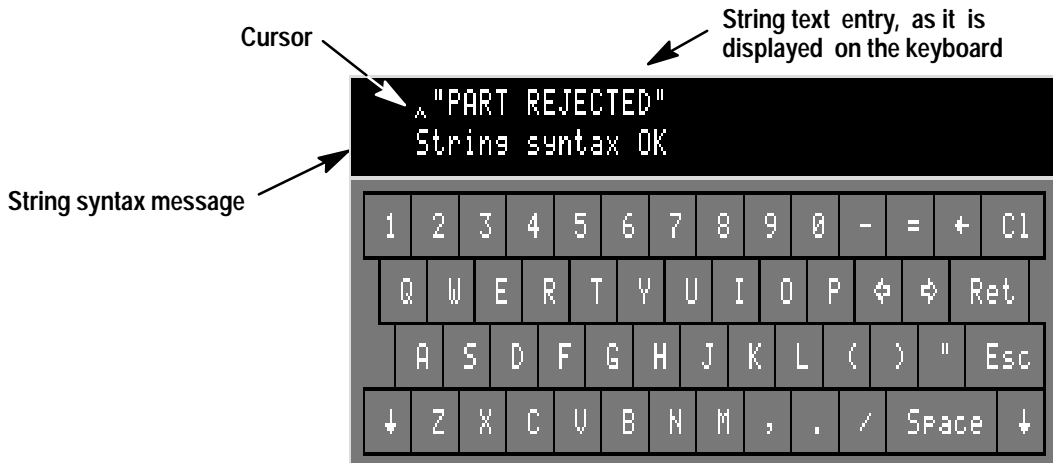 String text entry, as it is
displayed on the keyboard
Cursor
^"PART REJECTED"
String syntax OK
String syntax message
1 2 3 4 5 6 7 8 9 0 - = ← Cl
Q W E R T Y U I O P ⇦ ⇨ Ret
A S D F G H J K L ( ) " Esc
↓ Z X C V B N M , . / Space ↓